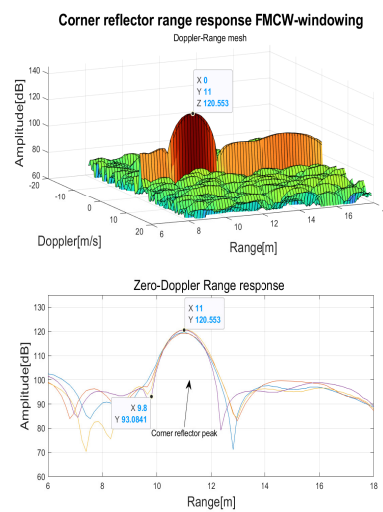 Corner reflector range response FMCW-windowing
Doppler-Range mesh
X 0
Y 11
Z 120.553
Amplitude[dB]
140
120
100
80
60
-20
-10
0
10
20
Doppler[m/s]
6
8
10
12
14
16
Range[m]
Zero-Doppler Range response
X 11
Y 120.553
X 9.8
Y 93.0841
Corner reflector peak
Amplitude[dB]
130
120
110
100
90
80
70
60
6
8
10
12
14
16
18
Range[m]